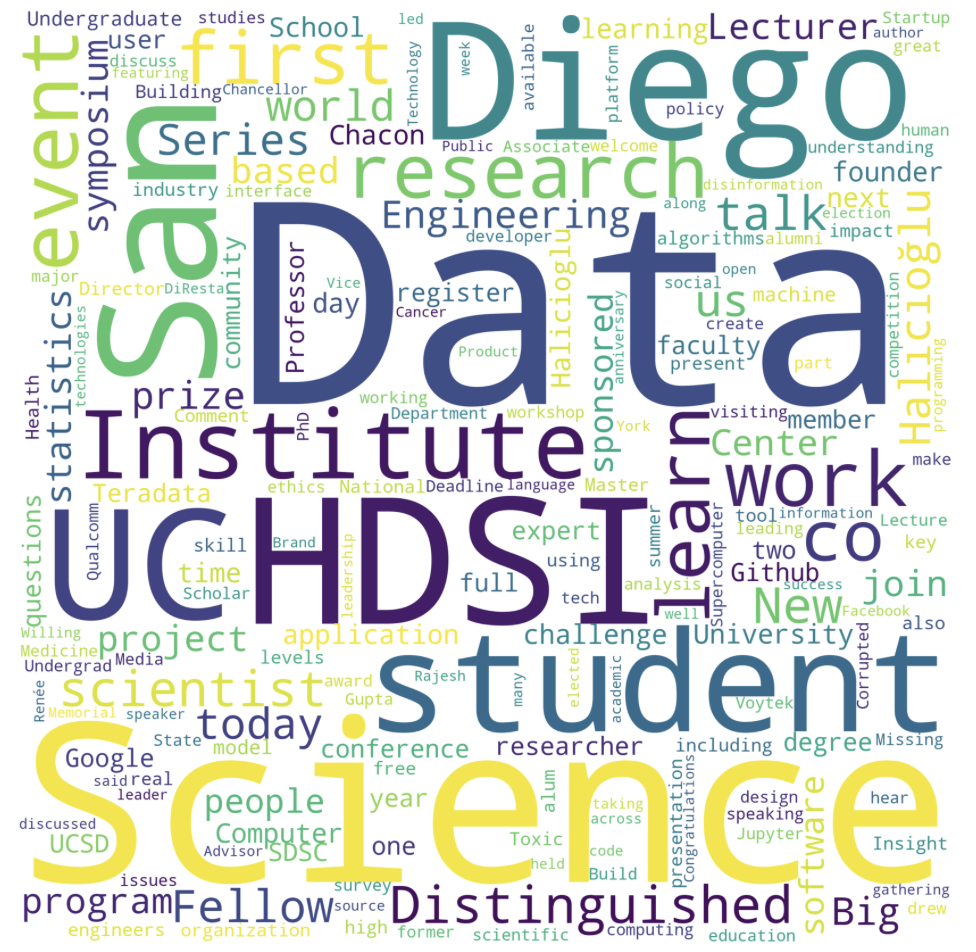 Undergraduate
studies
School
led
week
available
learning
Lecturer
Startup
author
great
event
symposium
user
discuss
featuring
first
Technology
Diego
platform
policy
Building
Chancellor
world
San
Series
Chacon
Public
Associate
welcome
human
understanding
industry
interface
based
research
disinformation
founder
along
next
Engineering
developer
talk
election
impact
algorithms
alumni
Halicioglu
Halıcıoğlu
major
Director
DiResta
community
Data
Professor
Vice
day
register
Cancer
Product
sponsored
anniversary
social
open
us
machine
create
faculty
present
part
competition
programming
statistics
technologies
Health
prize
Comment
working
Department
workshop
PhD
York
learn
visiting
member
Institute
Center
work
make
Teradata
ethics
National
Deadline
language
Master
questions
UC
Qualcomm
skill
time
Scholar
Brand
leadership
HDSI
expert
using
full
tech
summer
analysis
well
Supercomputer
tool
information
leading
co
Lecture
key
two
Github
success
join
New
Facebook
Willing
Medicine
project
application
challenge
University
also
Undergrad
Media
levels
Renée
scientist
award
Gupta
Rajesh
student
many
elected
academic
Voytek
Corrupted
Memorial
speaker
today
State
Google
model
conference
free
researcher
including
degree
Missing
said
real
leader
Science
people
year
alum
taking
across
presentation
Congratulations
design
speaking
Jupyter
software
hear
discussed
UCSD
Computer
Advisor
SDSC
one
Toxic
held
code
Build
Insight
issues
survey
program
Fellow
source
Distinguished
computing
Big
gathering
drew
engineers
organization
high
former
scientific
education